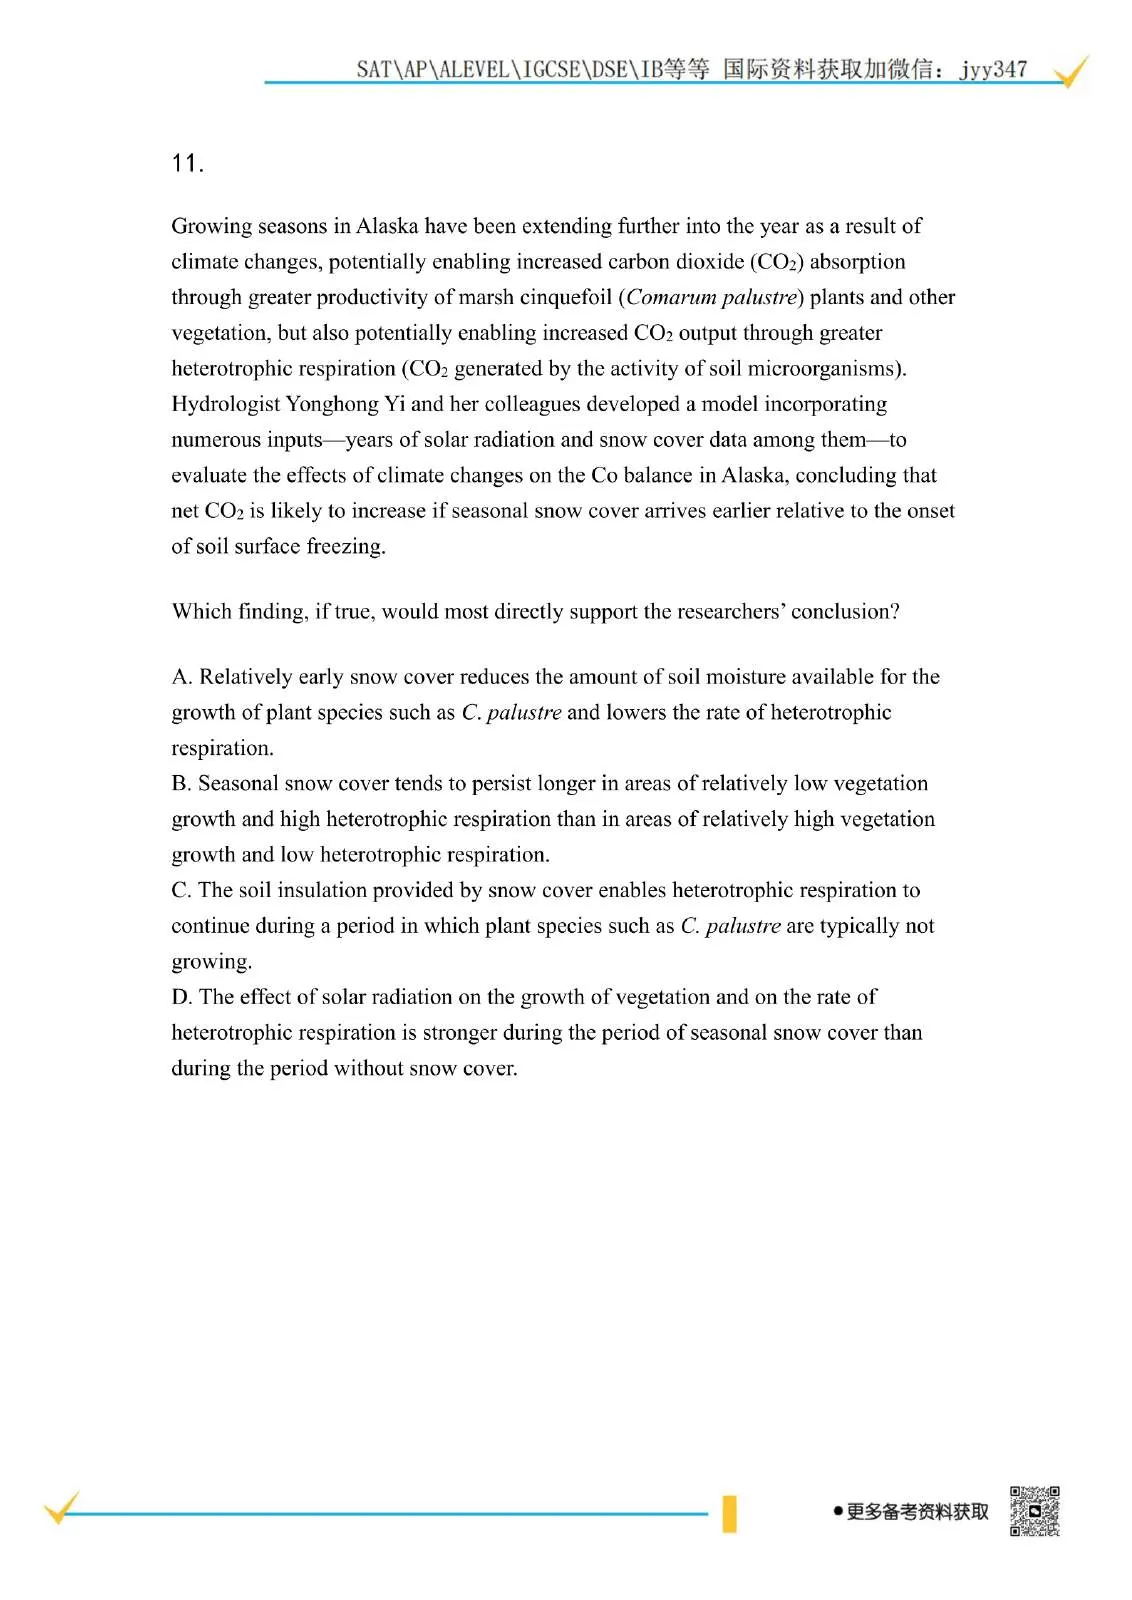 SAT\AP\ALEVEL\IGCSE\DSE\IB等等 国际资料获取加微信：jyy347
11.
Growing seasons in Alaska have been extending further into the year as a result of
climate changes, potentially enabling increased carbon dioxide (CO₂) absorption
through greater productivity of marsh cinquefoil (Comarum palustre) plants and other
vegetation, but also potentially enabling increased CO₂ output through greater
heterotrophic respiration (CO₂ generated by the activity of soil microorganisms).
Hydrologist Yonghong Yi and her colleagues developed a model incorporating
numerous inputs—years of solar radiation and snow cover data among them—to
evaluate the effects of climate changes on the Co balance in Alaska, concluding that
net CO₂ is likely to increase if seasonal snow cover arrives earlier relative to the onset
of soil surface freezing.
Which finding, if true, would most directly support the researchers’ conclusion?
A. Relatively early snow cover reduces the amount of soil moisture available for the
growth of plant species such as C. palustre and lowers the rate of heterotrophic
respiration.
B. Seasonal snow cover tends to persist longer in areas of relatively low vegetation
growth and high heterotrophic respiration than in areas of relatively high vegetation
growth and low heterotrophic respiration.
C. The soil insulation provided by snow cover enables heterotrophic respiration to
continue during a period in which plant species such as C. palustre are typically not
growing.
D. The effect of solar radiation on the growth of vegetation and on the rate of
heterotrophic respiration is stronger during the period of seasonal snow cover than
during the period without snow cover.
●更多备考资料获取